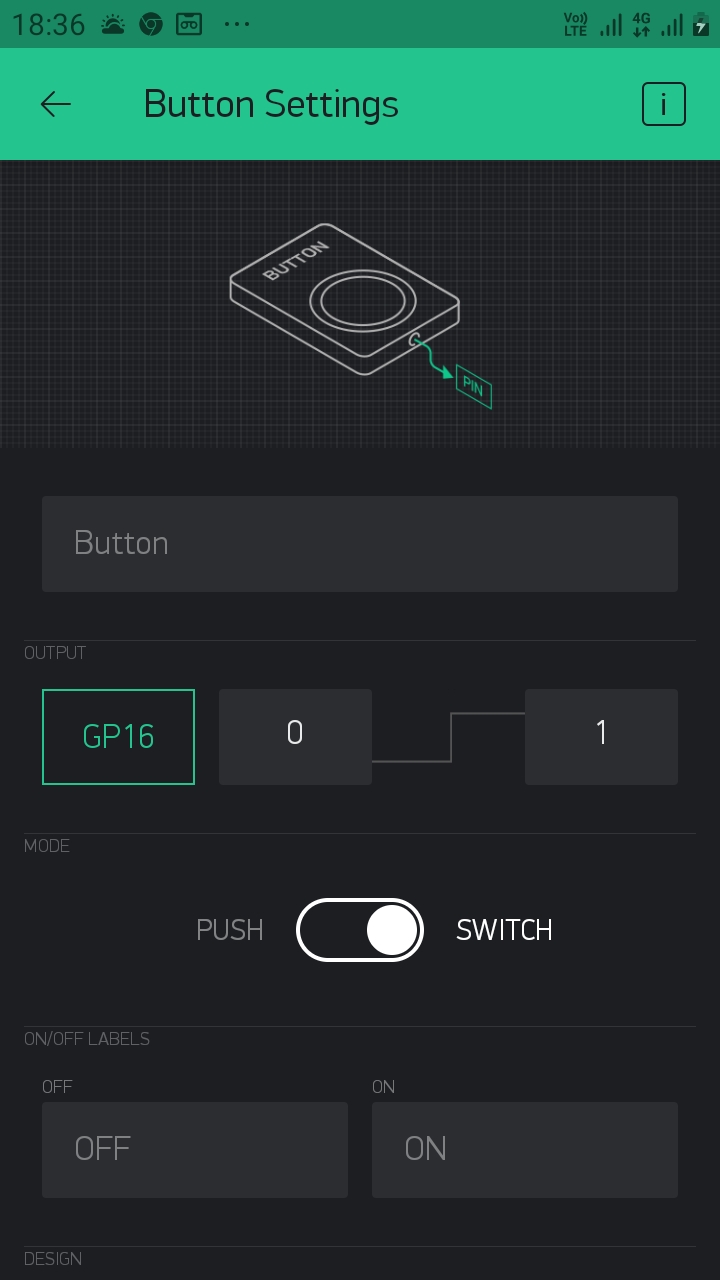 18:36 ... Vo)) LTE 4G
Button Settings i
BUTTON
PIN
Button
OUTPUT
GP16 0 1
MODE
PUSH SWITCH
ON/OFF LABELS
OFF ON
OFF ON
DESIGN